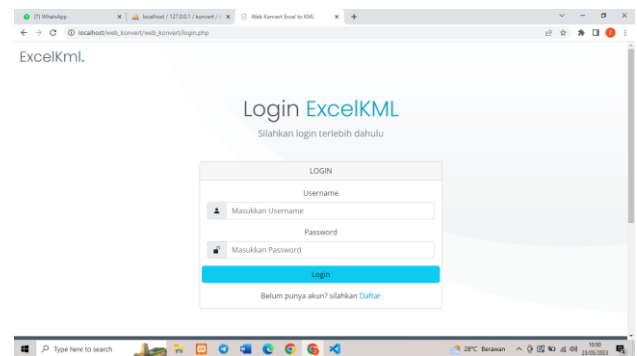 (7) WhatsApp
localhost / 127.0.0.1 / konvert /
Web Konvert Excel to KML
localhost/web_konvert/web_konvert/login.php
ExcelKml.
Login ExcelKML
Silahkan login terlebih dahulu
LOGIN
Username
Masukkan Username
Password
Masukkan Password
Login
Belum punya akun? silahkan Daftar
Type here to search
28°C Berawan
10:50
23/05/2023